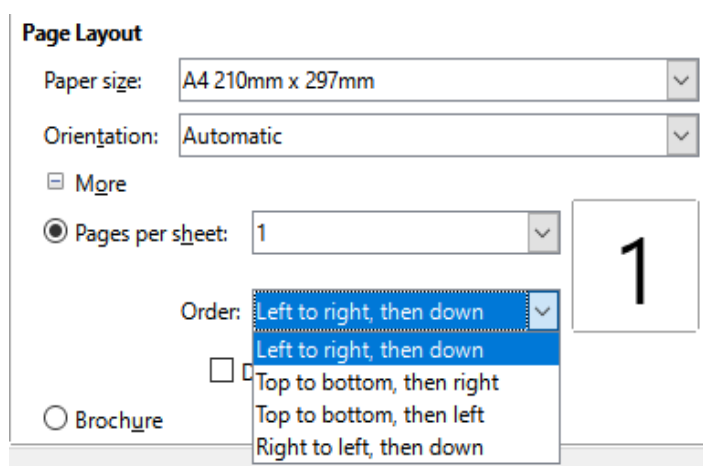 Page Layout
Paper size: A4 210mm x 297mm
Orientation: Automatic
More
Pages per sheet: 1
1
Order: Left to right, then down
Left to right, then down
Top to bottom, then right
Top to bottom, then left
Brochure
Right to left, then down